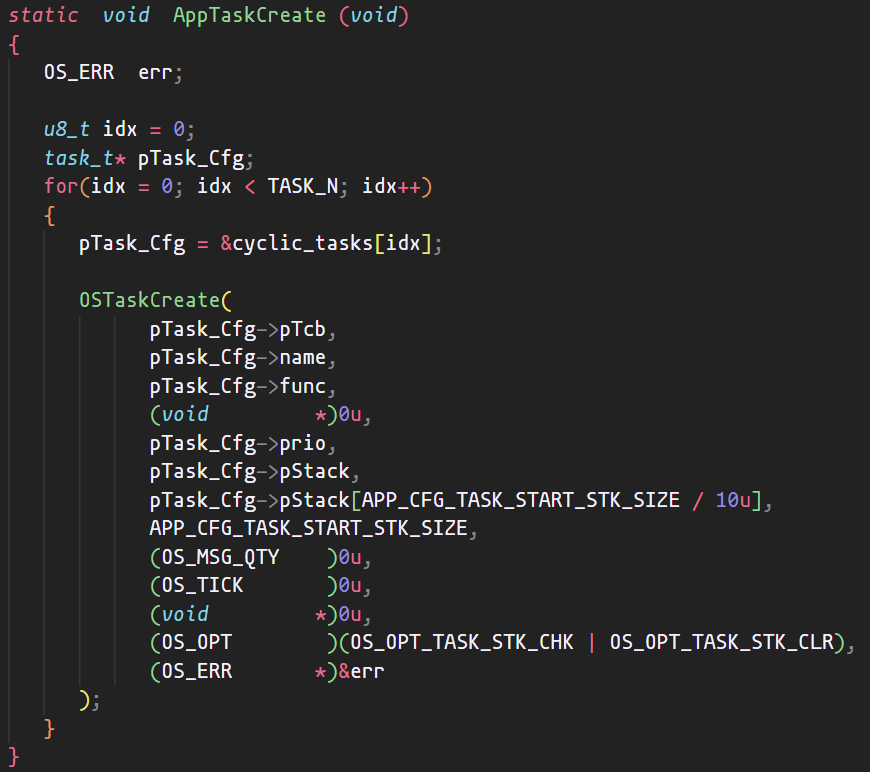 static  void  AppTaskCreate (void)
{
   OS_ERR  err;

   u8_t idx = 0;
   task_t* pTask_Cfg;
   for(idx = 0; idx < TASK_N; idx++)
   {
      pTask_Cfg = &cyclic_tasks[idx];

      OSTaskCreate(
            pTask_Cfg->pTcb,
            pTask_Cfg->name,
            pTask_Cfg->func,
            (void         *)0u,
            pTask_Cfg->prio,
            pTask_Cfg->pStack,
            pTask_Cfg->pStack[APP_CFG_TASK_START_STK_SIZE / 10u],
            APP_CFG_TASK_START_STK_SIZE,
            (OS_MSG_QTY    )0u,
            (OS_TICK       )0u,
            (void         *)0u,
            (OS_OPT        )(OS_OPT_TASK_STK_CHK | OS_OPT_TASK_STK_CLR),
            (OS_ERR       *)&err
      );
   }
}